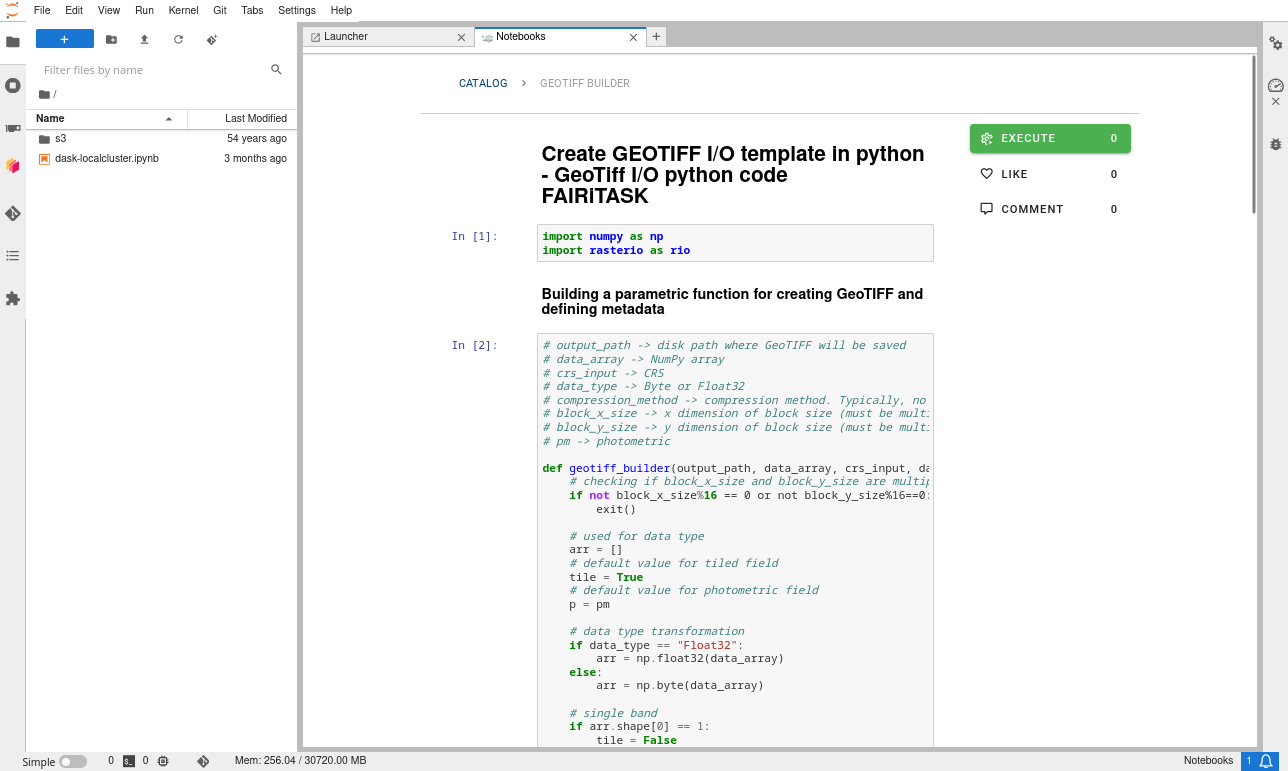 File Edit View Run Kernel Git Tabs Settings Help
Launcher
Notebooks
+
Filter files by name
/
Name Last Modified
s3 54 years ago
dask-localcluster.ipynb 3 months ago
CATALOG > GEOTIFF BUILDER
Create GEOTIFF I/O template in python
- GeoTiff I/O python code
FAIRiTASK
EXECUTE 0
LIKE 0
COMMENT 0
In [1]:
import numpy as np
import rasterio as rio
Building a parametric function for creating GeoTIFF and
defining metadata
In [2]:
# output_path -> disk path where GeoTIFF will be saved
# data_array -> NumPy array
# crs_input -> CRS
# data_type -> Byte or Float32
# compression_method -> compression method. Typically, no
# block_x_size -> x dimension of block size (must be mult
# block_y_size -> y dimension of block size (must be mult
# pm -> photometric
def geotiff_builder(output_path, data_array, crs_input, da
# checking if block_x_size and block_y_size are multip
if not block_x_size%16 == 0 or not block_y_size%16==0:
exit()
# used for data type
arr = []
# default value for tiled field
tile = True
# default value for photometric field
p = pm
# data type transformation
if data_type == "Float32":
arr = np.float32(data_array)
else:
arr = np.byte(data_array)
# single band
if arr.shape[0] == 1:
tile = False
Simple 0 0 Mem: 256.04 / 30720.00 MB Notebooks 1